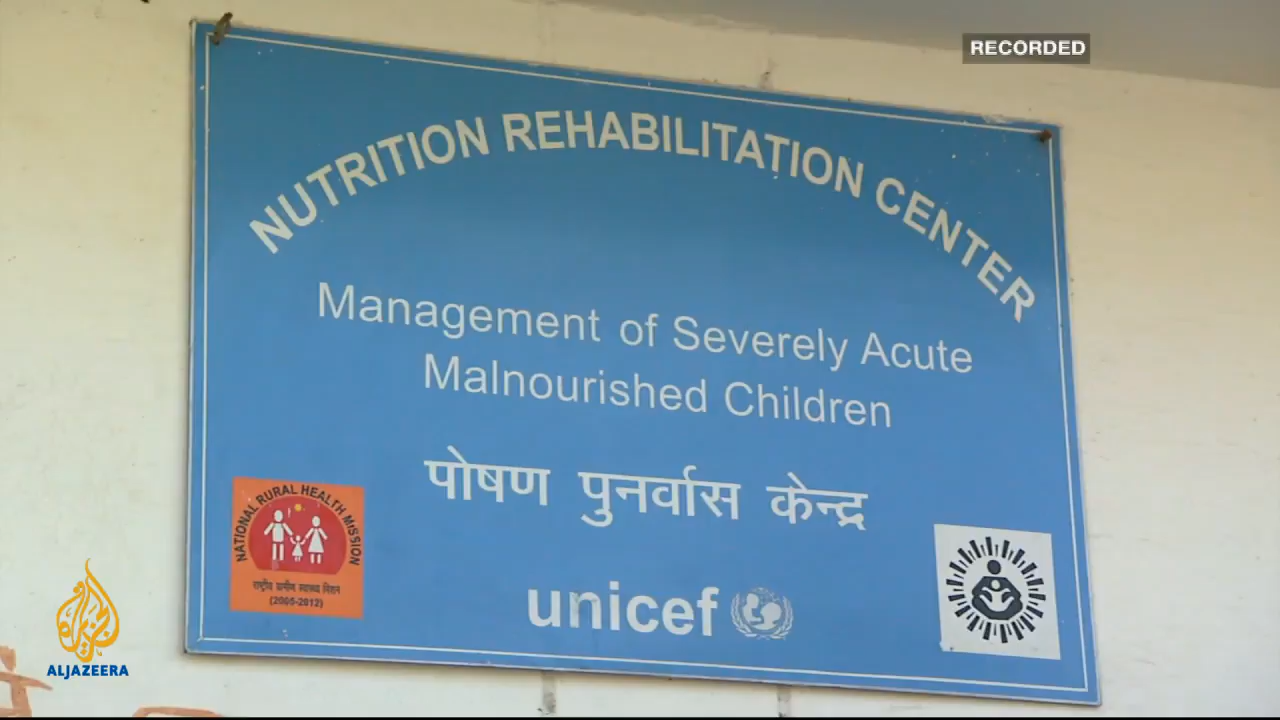 RECORDED
NUTRITION REHABILITATION CENTER
Management of Severely Acute
Malnourished Children
पोषण पुनर्वास केन्द्र
NATIONAL RURAL HEALTH MISSION
राष्ट्रीय ग्रामीण स्वास्थ्य मिशन
(2005-2012)
unicef
ALJAZEERA